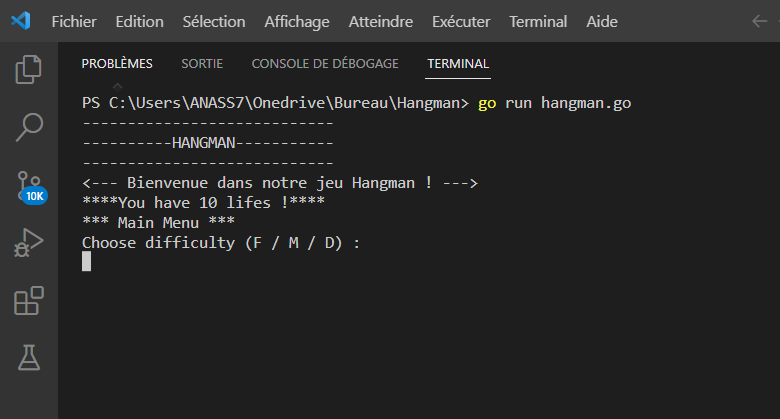 Fichier Edition Sélection Affichage Atteindre Exécuter Terminal Aide
PROBLÈMES SORTIE CONSOLE DE DÉBOGAGE TERMINAL
PS C:\Users\ANASS7\Onedrive\Bureau\Hangman> go run hangman.go
----------------------------
----------HANGMAN-----------
----------------------------
<--- Bienvenue dans notre jeu Hangman ! --->
****You have 10 lifes !****
*** Main Menu ***
Choose difficulty (F / M / D) :
10K